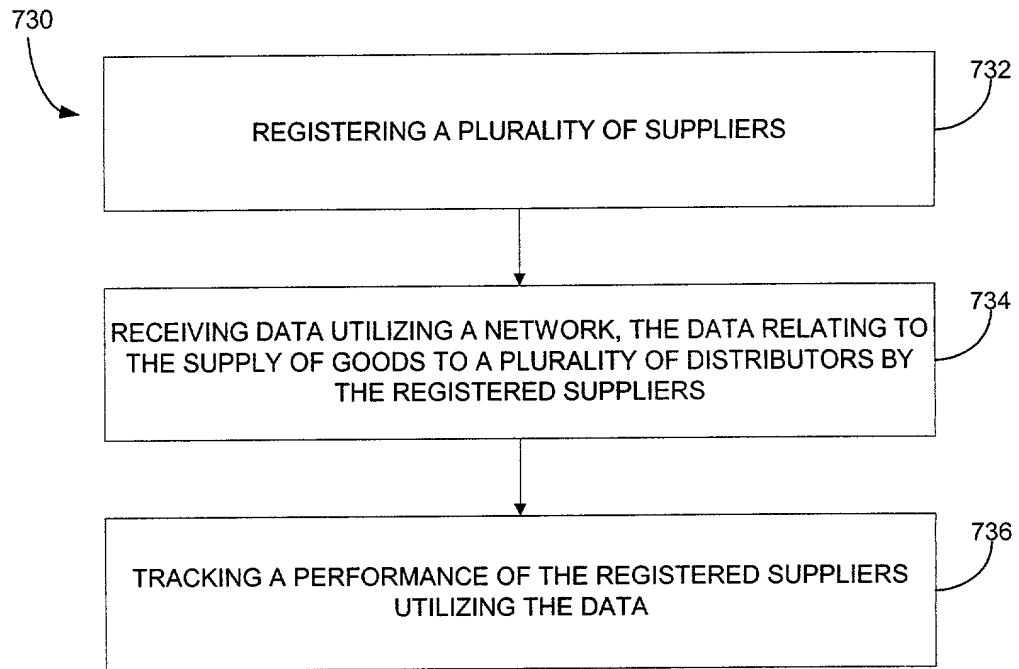 730
732
REGISTERING A PLURALITY OF SUPPLIERS
734
RECEIVING DATA UTILIZING A NETWORK, THE DATA RELATING TO
THE SUPPLY OF GOODS TO A PLURALITY OF DISTRIBUTORS BY
THE REGISTERED SUPPLIERS
736
TRACKING A PERFORMANCE OF THE REGISTERED SUPPLIERS
UTILIZING THE DATA